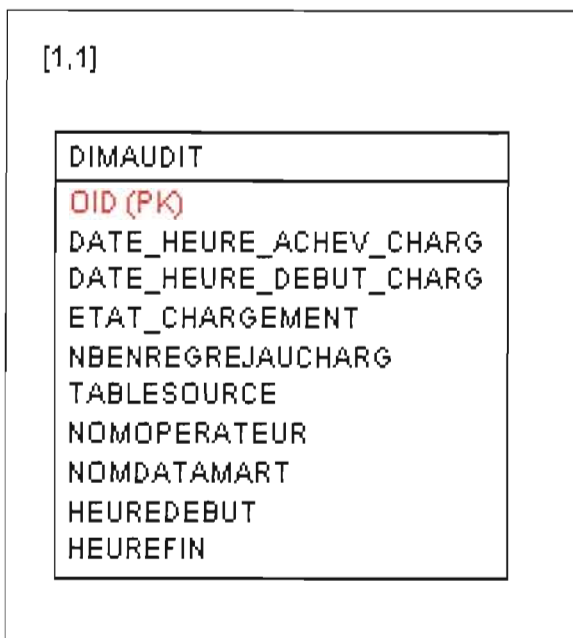 [1,1]
DIMAUDIT
OID (PK)
DATE_HEURE_ACHEV_CHARG
DATE_HEURE_DEBUT_CHARG
ETAT_CHARGEMENT
NBENREGREJAUCHARG
TABLESOURCE
NOMOPERATEUR
NOMDATAMART
HEUREDEBUT
HEUREFIN